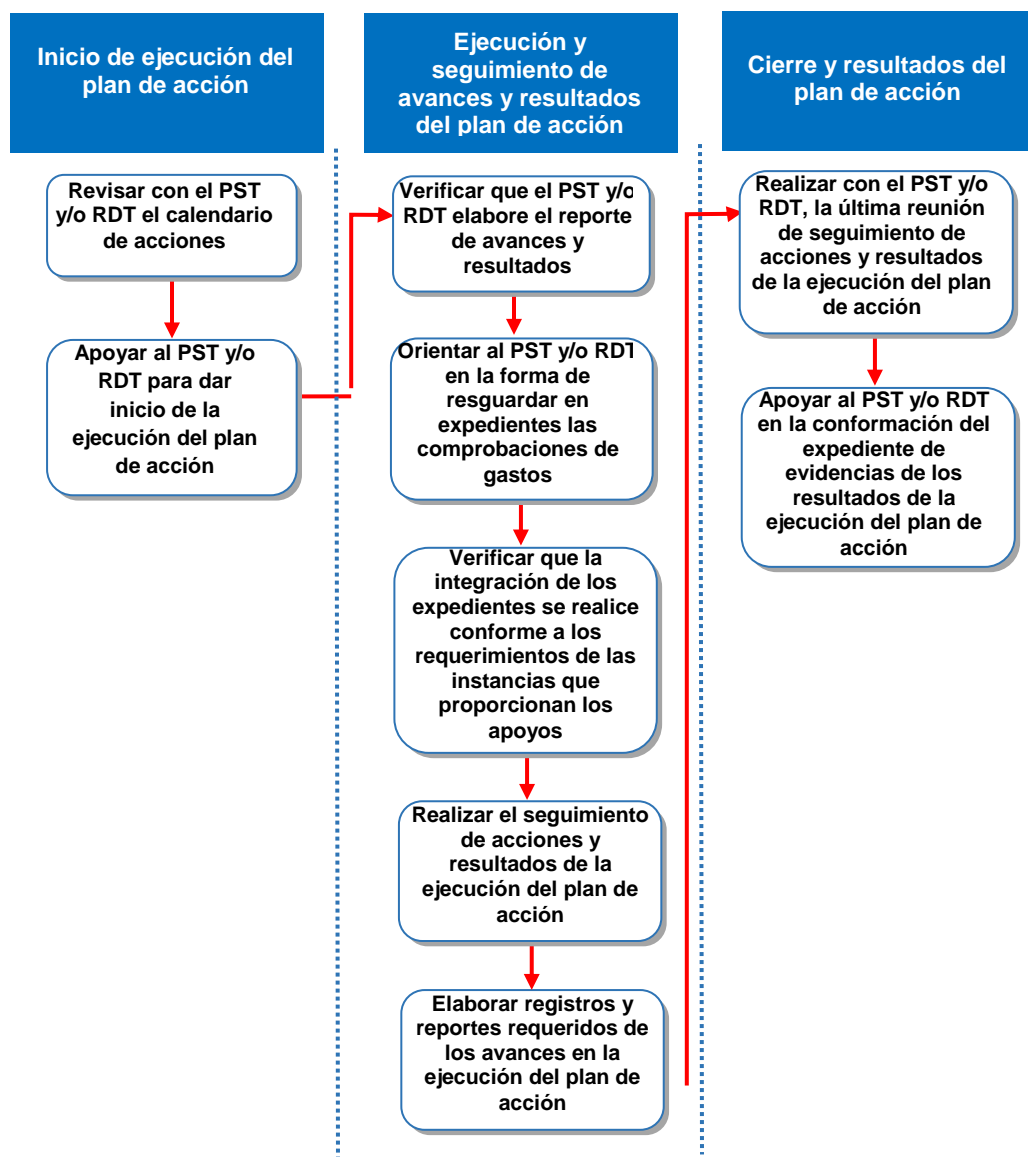 Inicio de ejecución del
plan de acción
Revisar con el PST
y/o RDT el calendario
de acciones
Apoyar al PST y/o
RDT para dar
inicio de la
ejecución del plan
de acción
Ejecución y
seguimiento de
avances y resultados
del plan de acción
Verificar que el PST y/o
RDT elabore el reporte
de avances y
resultados
Orientar al PST y/o RDT
en la forma de
resguardar en
expedientes las
comprobaciones de
gastos
Verificar que la
integración de los
expedientes se realice
conforme a los
requerimientos de las
instancias que
proporcionan los
apoyos
Realizar el seguimiento
de acciones y
resultados de la
ejecución del plan de
acción
Elaborar registros y
reportes requeridos de
los avances en la
ejecución del plan de
acción
Cierre y resultados del
plan de acción
Realizar con el PST y/o
RDT, la última reunión
de seguimiento de
acciones y resultados
de la ejecución del plan
de acción
Apoyar al PST y/o RDT
en la conformación del
expediente de
evidencias de los
resultados de la
ejecución del plan de
acción